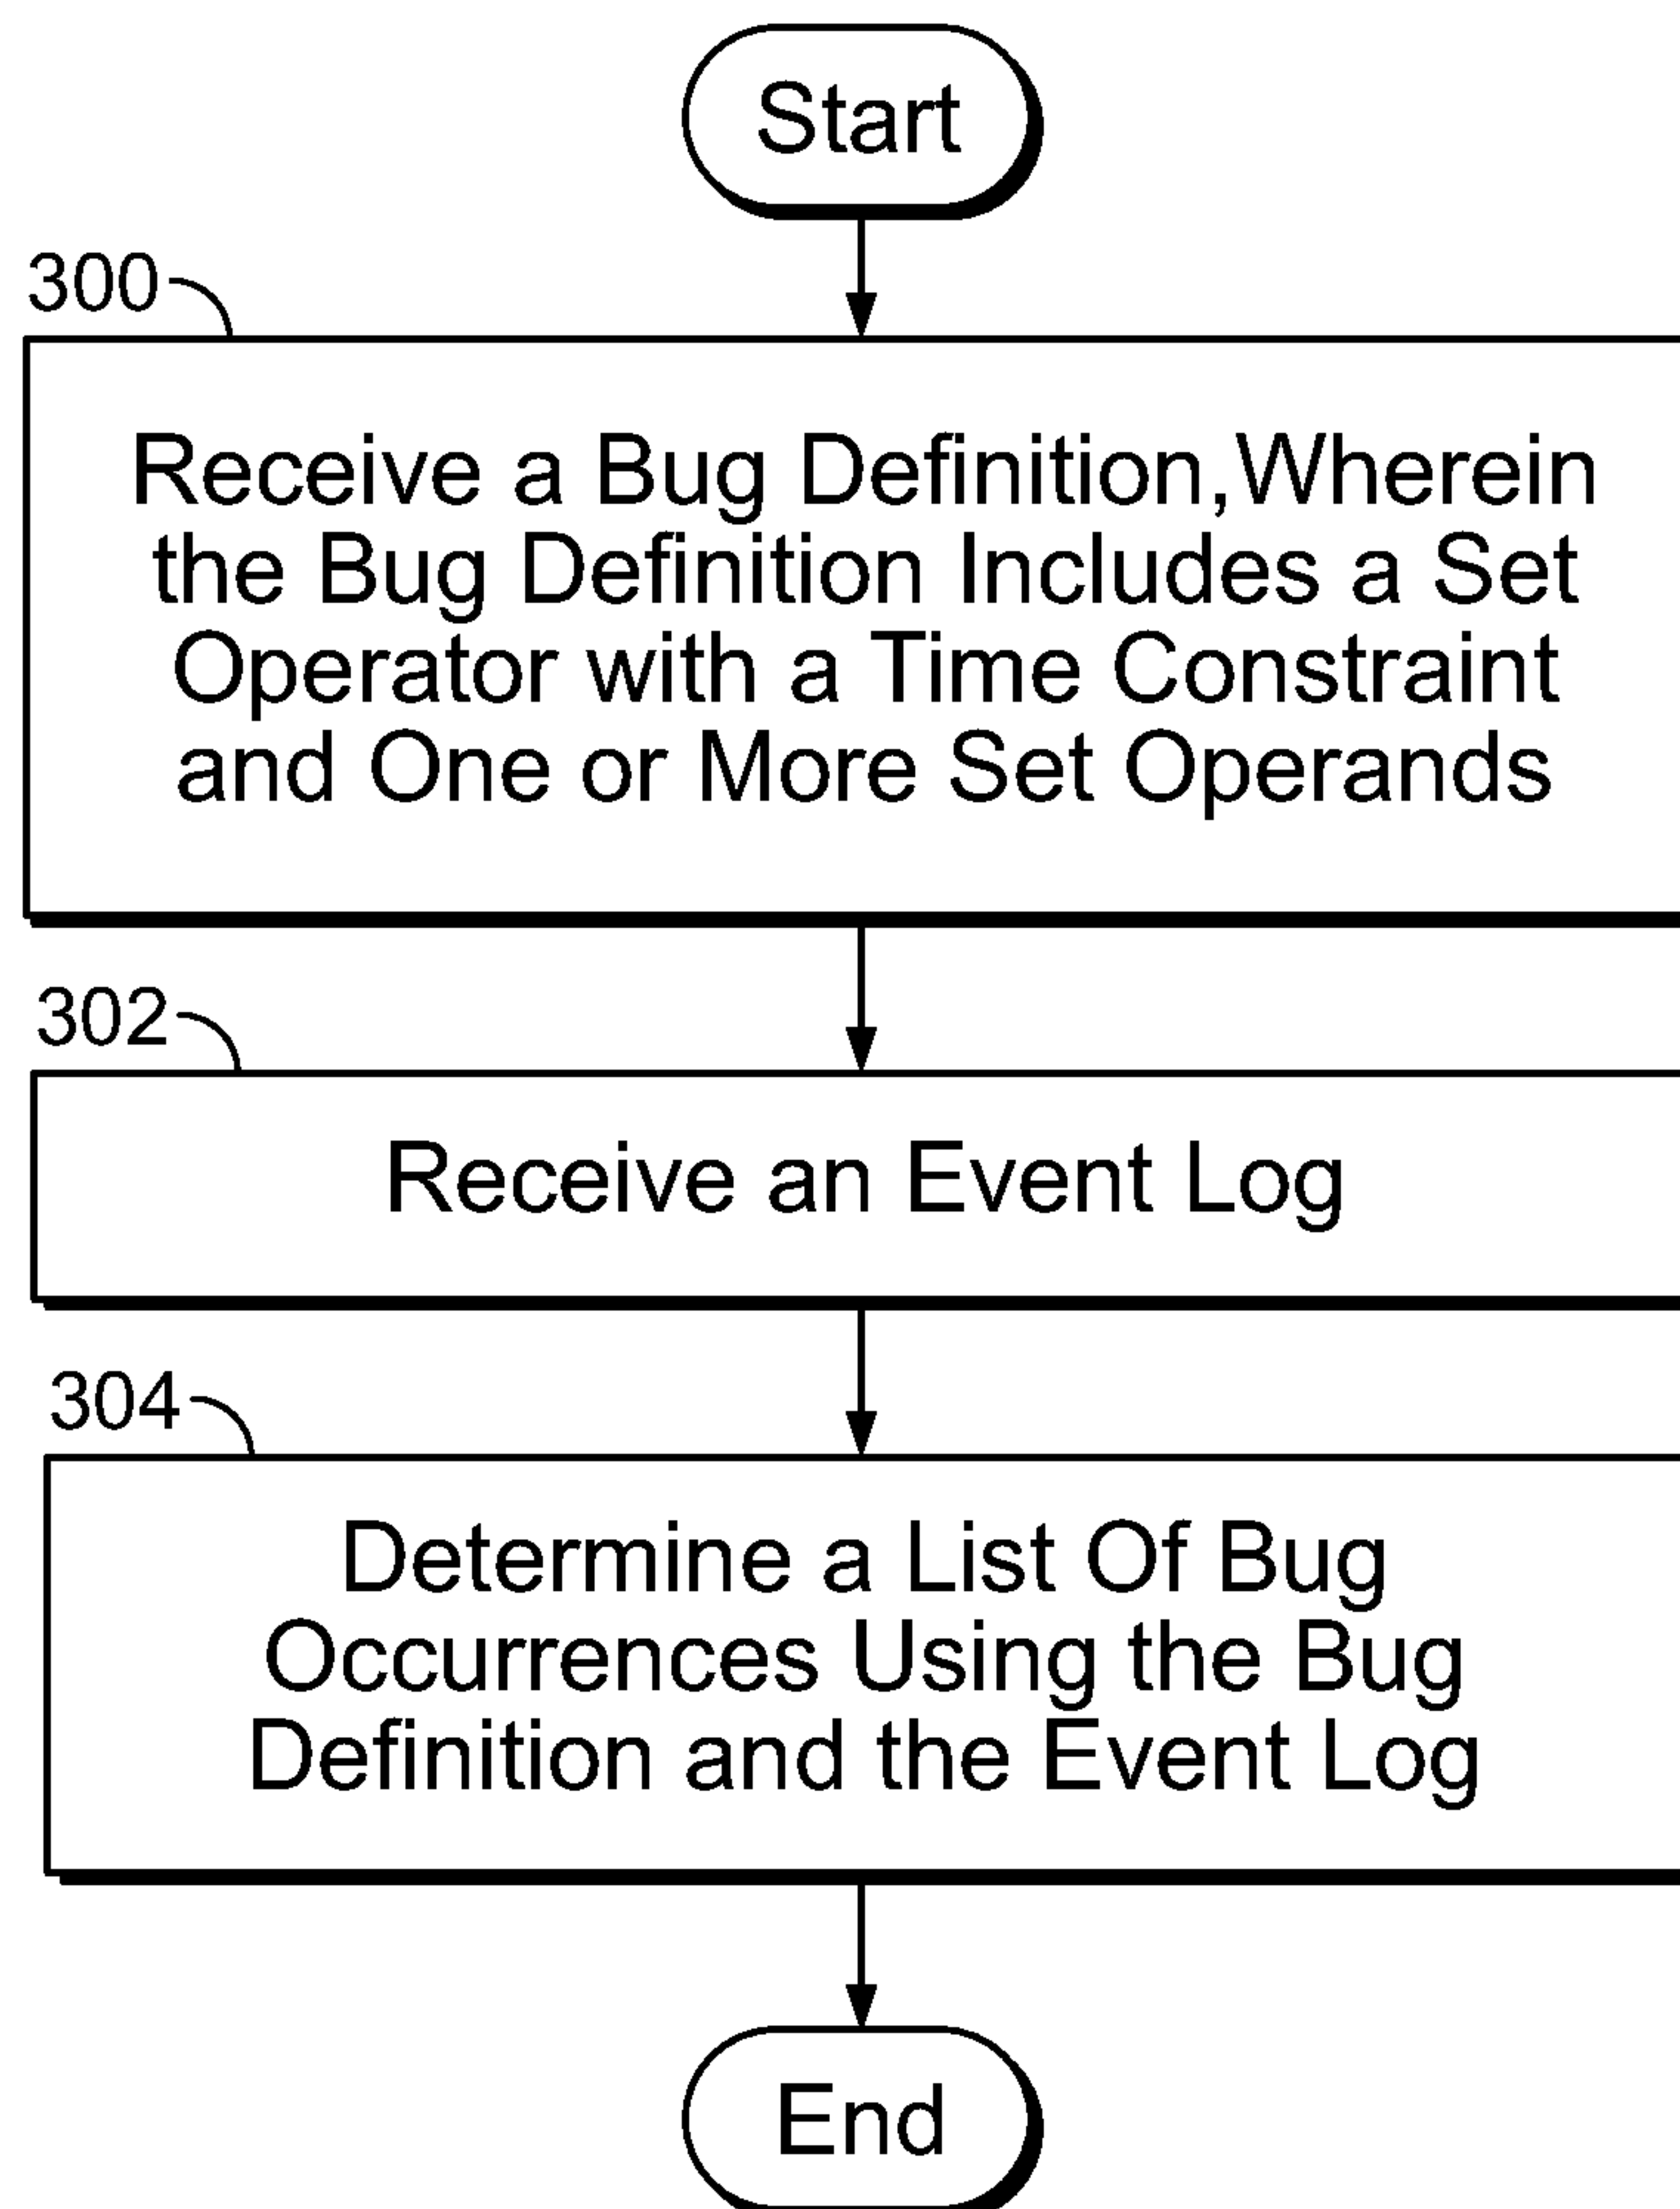 Start
300
Receive a Bug Definition,Wherein
the Bug Definition Includes a Set
Operator with a Time Constraint
and One or More Set Operands
302
Receive an Event Log
304
Determine a List Of Bug
Occurrences Using the Bug
Definition and the Event Log
End